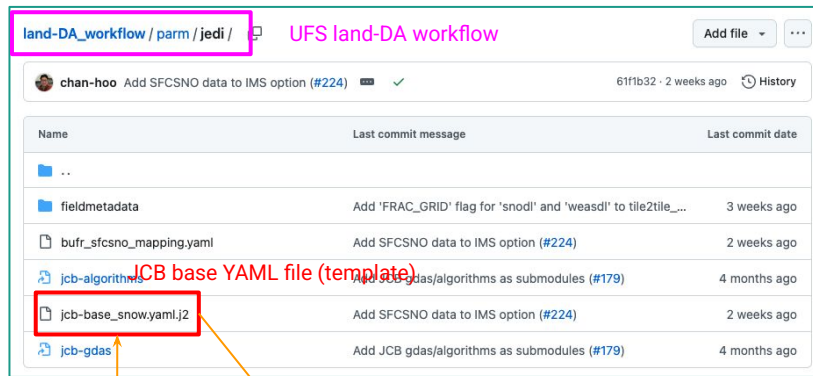 land-DA_workflow / parm / jedi /
UFS land-DA workflow
Add file
chan-hoo Add SFCSNO data to IMS option (#224)
61f1b32 · 2 weeks ago
History
Name Last commit message Last commit date
..
fieldmetadata Add 'FRAC_GRID' flag for 'snodl' and 'weasdl' to tile2tile_... 3 weeks ago
bufr_sfcsno_mapping.yaml Add SFCSNO data to IMS option (#224) 2 weeks ago
JCB base YAML file (template)
jcb-algorithms Add JCB gdas/algorithms as submodules (#179) 4 months ago
jcb-base_snow.yaml.j2 Add SFCSNO data to IMS option (#224) 2 weeks ago
jcb-gdas Add JCB gdas/algorithms as submodules (#179) 4 months ago